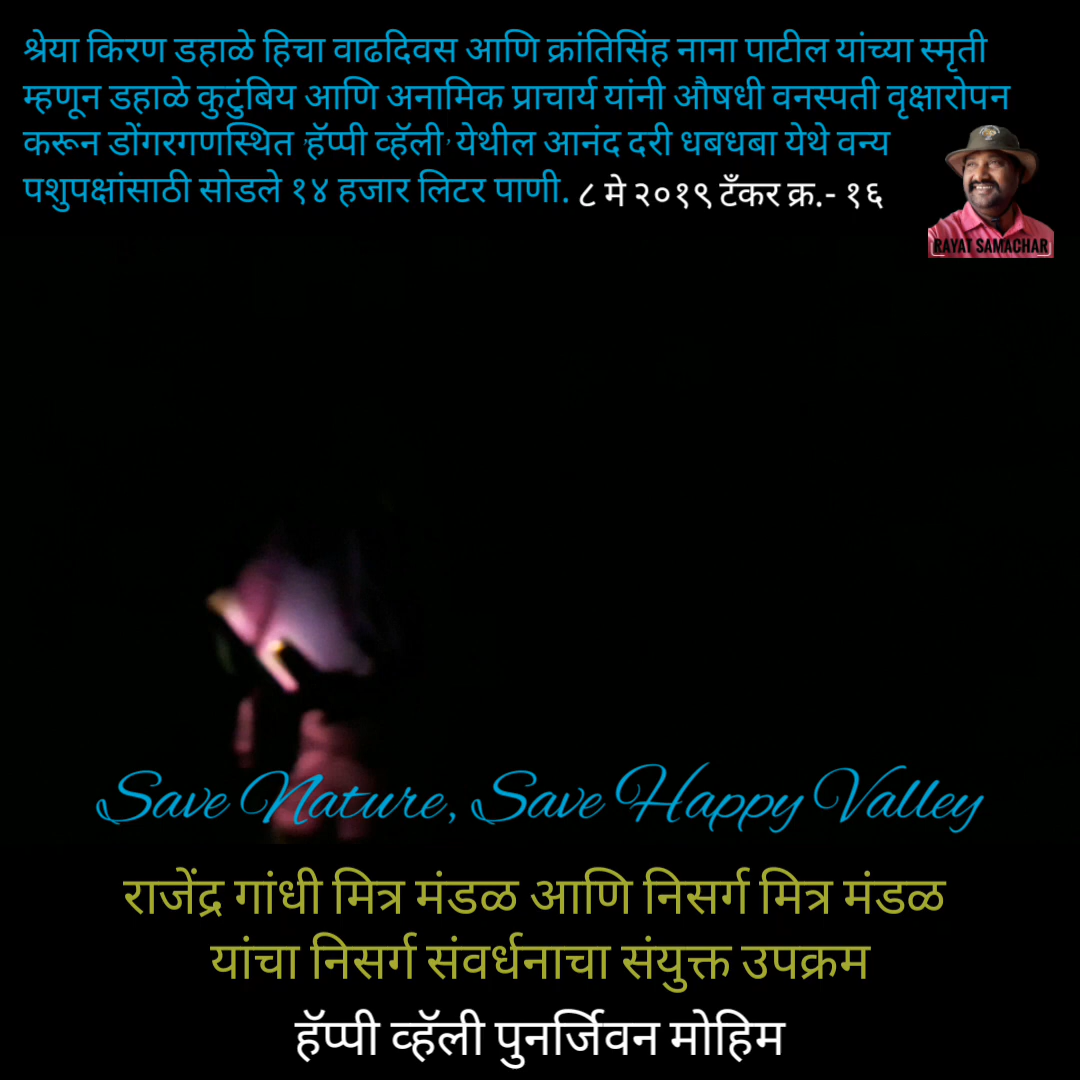 श्रेया किरण डहाळे हिचा वाढदिवस आणि क्रांतिसिंह नाना पाटील यांच्या स्मृती
म्हणून डहाळे कुटुंबिय आणि अनामिक प्राचार्य यांनी औषधी वनस्पती वृक्षारोपन
करून डोंगरगणस्थित 'हॅप्पी व्हॅली' येथील आनंद दरी धबधबा येथे वन्य
पशुपक्षांसाठी सोडले १४ हजार लिटर पाणी. ८ मे २०१९ टँकर क्र.- १६
RAYAT SAMACHAR
Save Nature, Save Happy Valley
राजेंद्र गांधी मित्र मंडळ आणि निसर्ग मित्र मंडळ
यांचा निसर्ग संवर्धनाचा संयुक्त उपक्रम
हॅप्पी व्हॅली पुनर्जिवन मोहिम